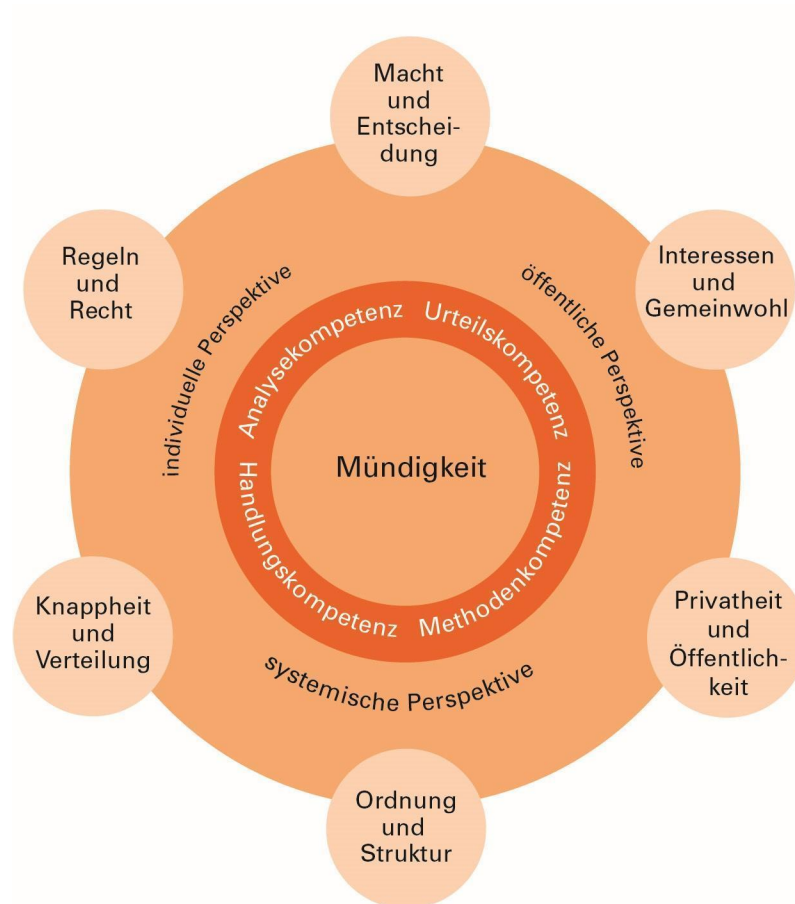 Macht
und
Entschei-
dung
Regeln
und
Recht
Interessen
und
Gemeinwohl
individuelle Perspektive
öffentliche Perspektive
Analysekompetenz
Urteilskompetenz
Mündigkeit
Handlungskompetenz
Methodenkompetenz
Knappheit
und
Verteilung
Privatheit
und
Öffentlich-
keit
systemische Perspektive
Ordnung
und
Struktur